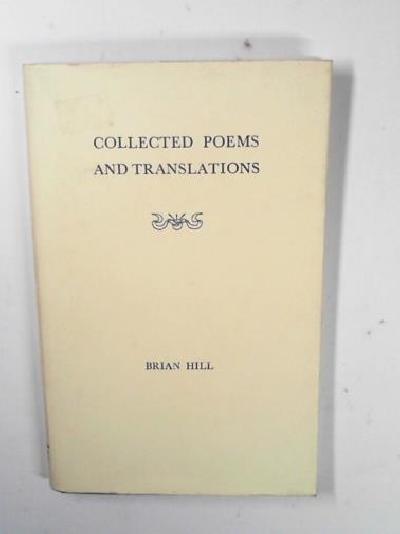 COLLECTED POEMS
AND TRANSLATIONS
BRIAN HILL